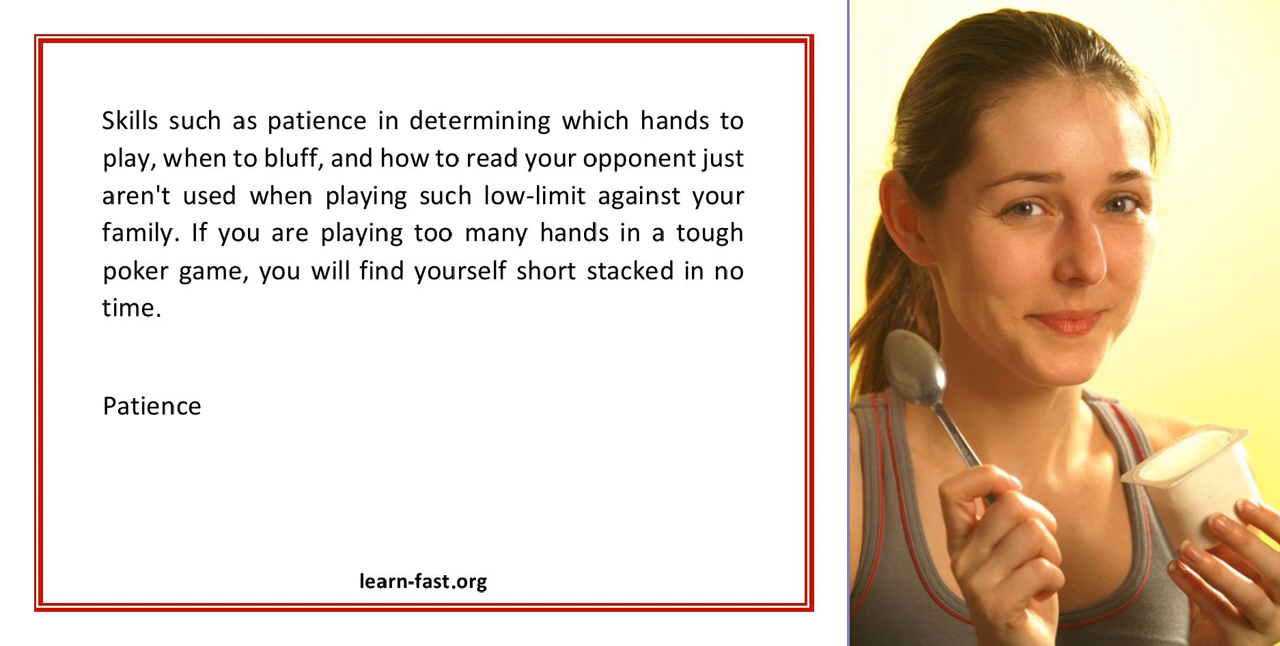 Skills such as patience in determining which hands to
play, when to bluff, and how to read your opponent just
aren't used when playing such low-limit against your
family. If you are playing too many hands in a tough
poker game, you will find yourself short stacked in no
time.
Patience
learn-fast.org